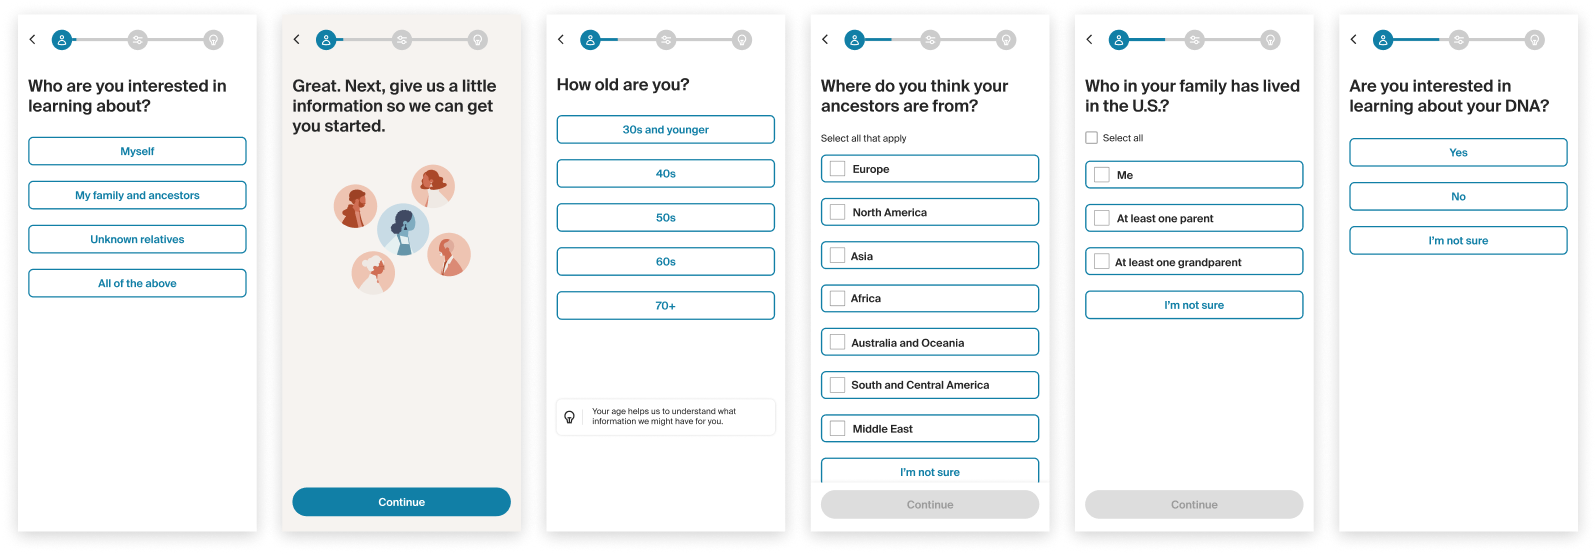 Who are you interested in
learning about?
Myself
My family and ancestors
Unknown relatives
All of the above
Great. Next, give us a little
information so we can get
you started.
Continue
How old are you?
30s and younger
40s
50s
60s
70+
Your age helps us to understand what
information we might have for you.
Where do you think your
ancestors are from?
Select all that apply
Europe
North America
Asia
Africa
Australia and Oceania
South and Central America
Middle East
I'm not sure
Continue
Who in your family has lived
in the U.S.?
Select all
Me
At least one parent
At least one grandparent
I'm not sure
Continue
Are you interested in
learning about your DNA?
Yes
No
I'm not sure